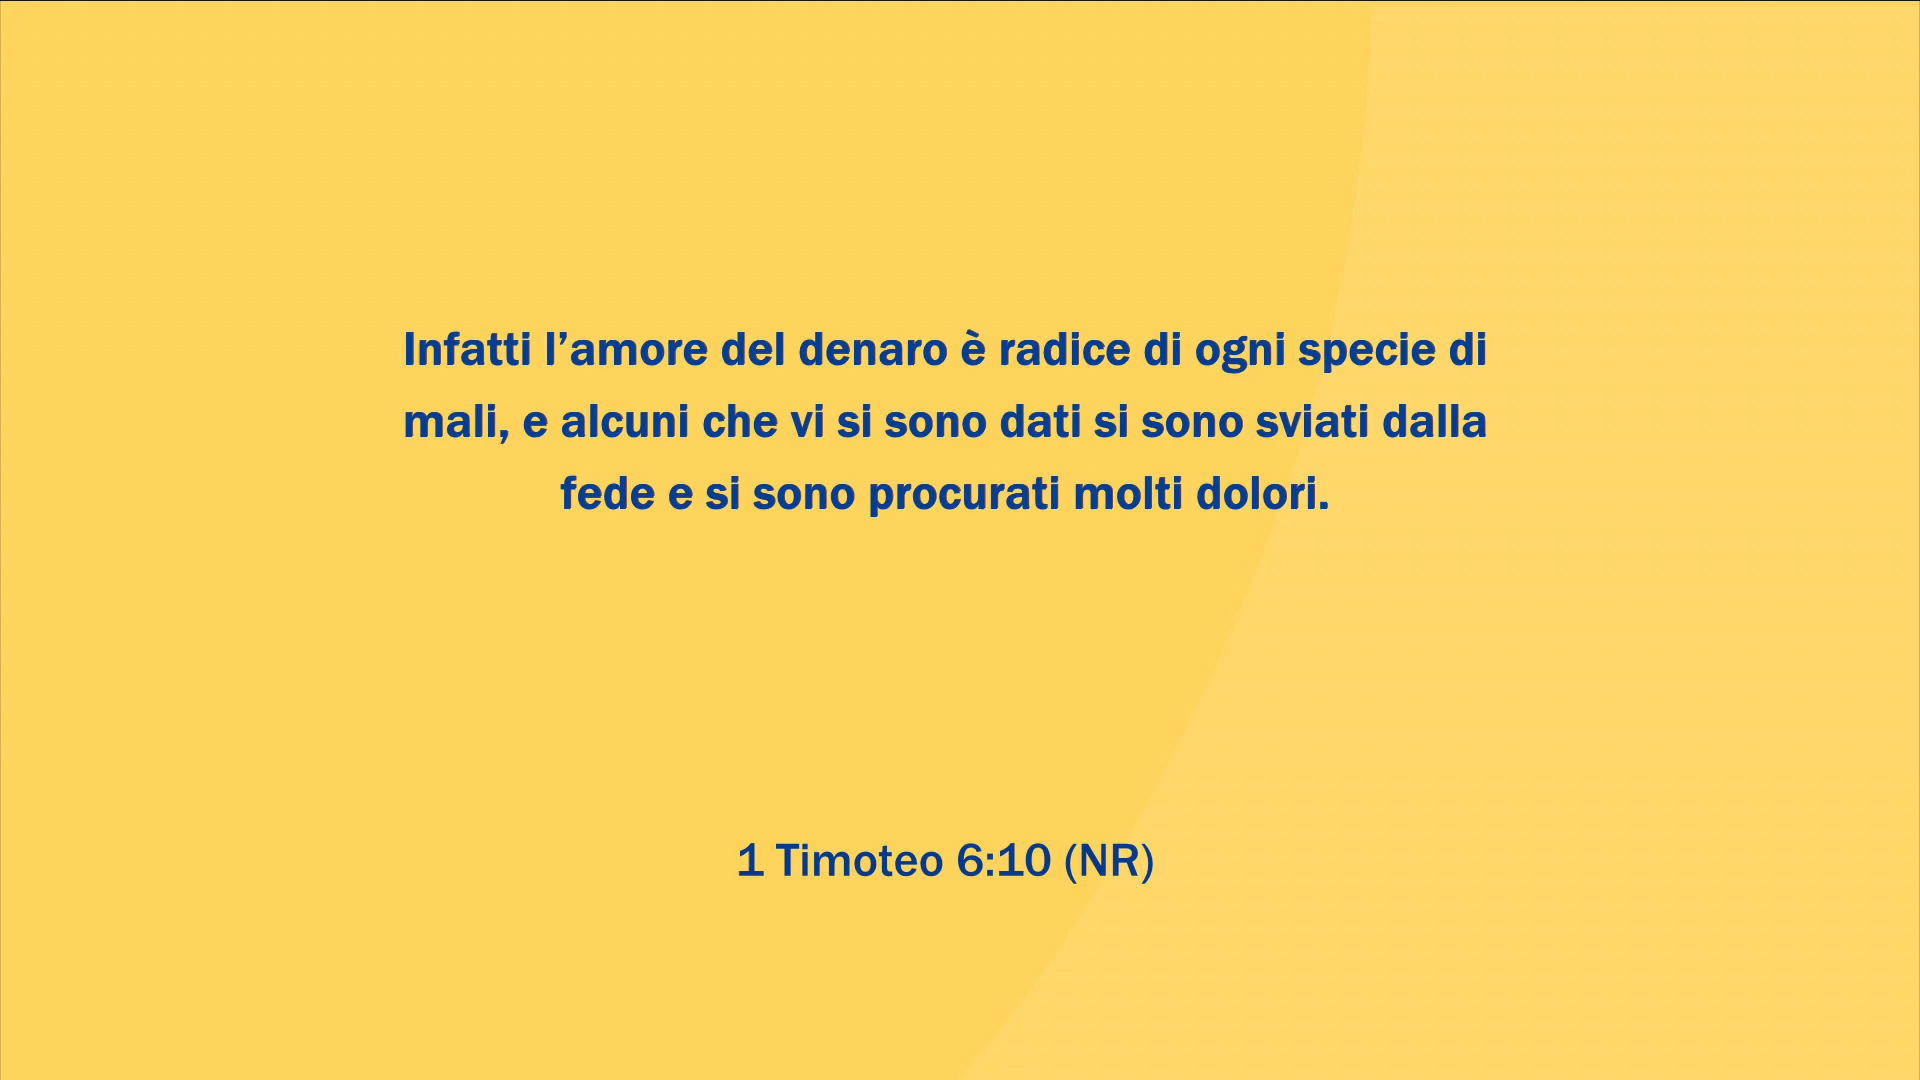 Infatti l’amore del denaro è radice di ogni specie di
mali, e alcuni che vi si sono dati si sono sviati dalla
fede e si sono procurati molti dolori.
1 Timoteo 6:10 (NR)